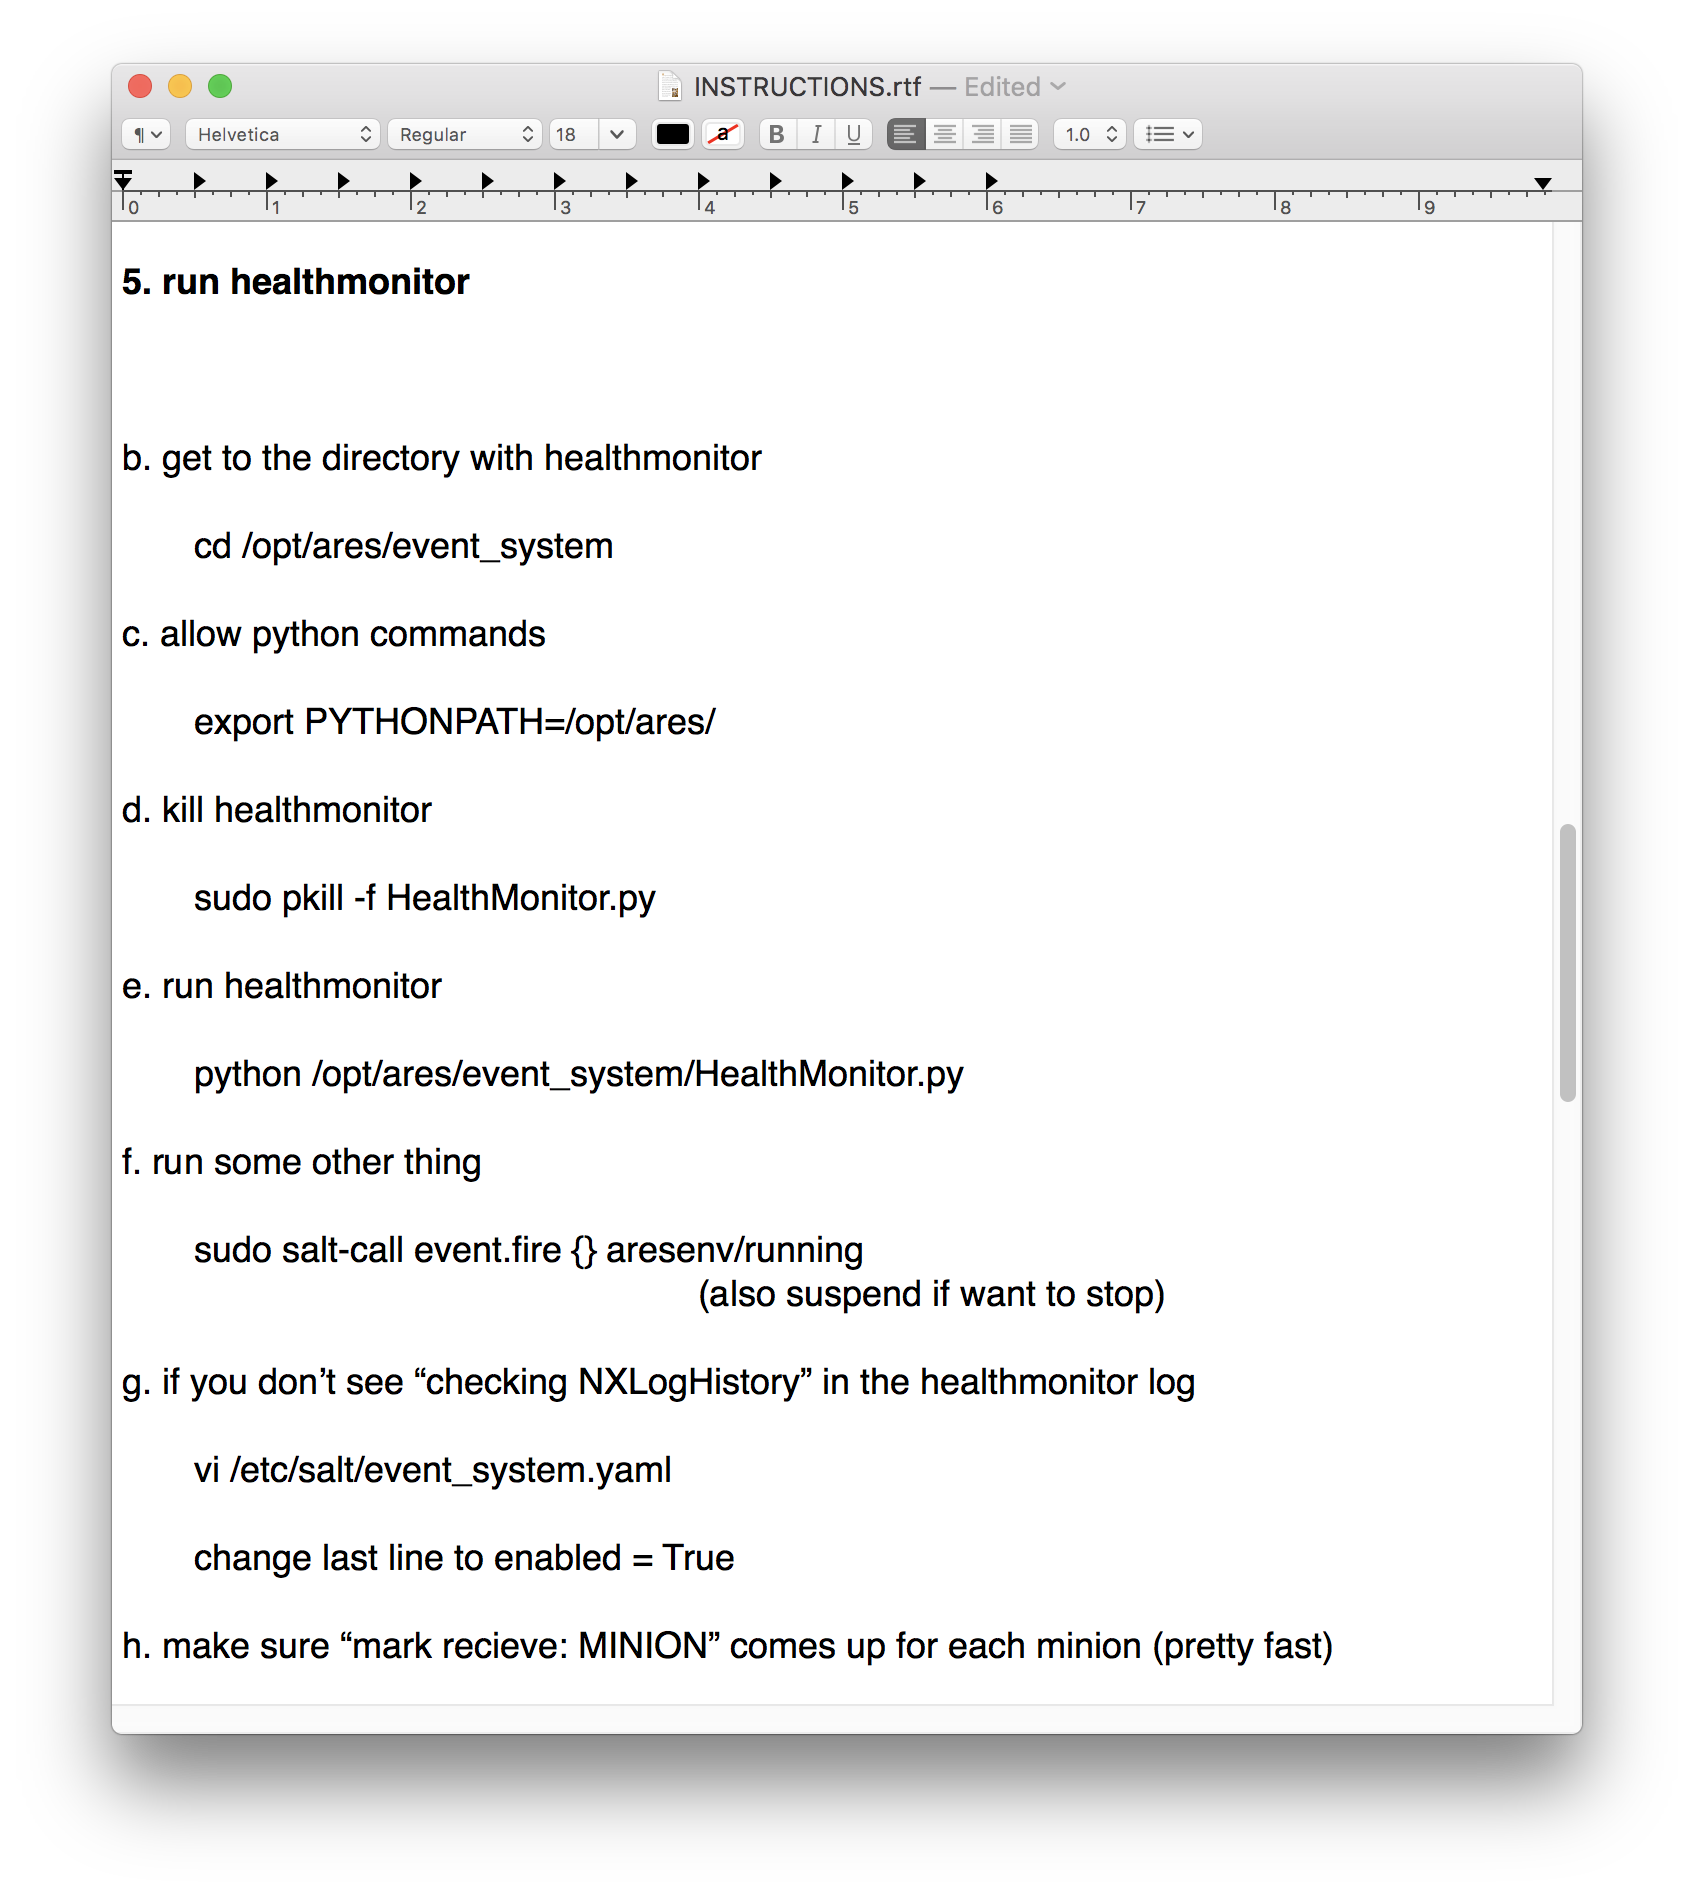 INSTRUCTIONS.rtf — Edited
¶ Helvetica Regular 18 a B I U 1.0
0 1 2 3 4 5 6 7 8 9
5. run healthmonitor
b. get to the directory with healthmonitor
cd /opt/ares/event_system
c. allow python commands
export PYTHONPATH=/opt/ares/
d. kill healthmonitor
sudo pkill -f HealthMonitor.py
e. run healthmonitor
python /opt/ares/event_system/HealthMonitor.py
f. run some other thing
sudo salt-call event.fire {} aresenv/running
(also suspend if want to stop)
g. if you don’t see “checking NXLogHistory” in the healthmonitor log
vi /etc/salt/event_system.yaml
change last line to enabled = True
h. make sure “mark recieve: MINION” comes up for each minion (pretty fast)